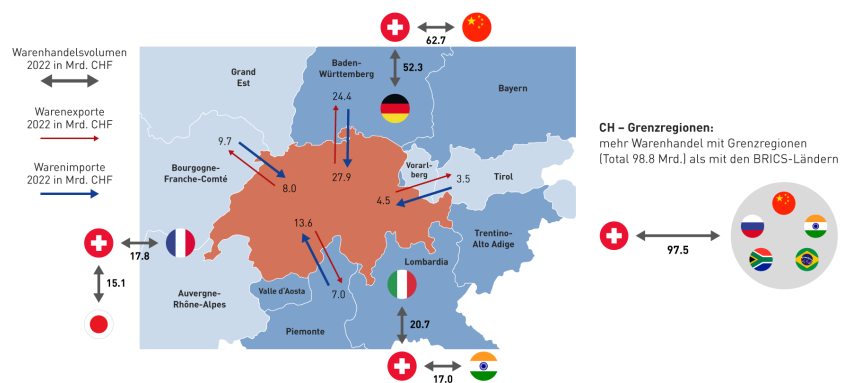 Warenhandelsvolumen
2022 in Mrd. CHF
Warenexporte
2022 in Mrd. CHF
Warenimporte
2022 in Mrd. CHF
62.7
52.3
Grand
Est
Baden-
Württemberg
Bayern
24.4
9.7
Bourgogne-
Franche-Comté
8.0
27.9
Vorarl-
berg
Tirol
3.5
4.5
13.6
7.0
Trentino-
Alto Adige
Lombardia
Valle d'Aosta
Auvergne-
Rhône-Alpes
Piemonte
17.8
15.1
20.7
17.0
CH – Grenzregionen:
mehr Warenhandel mit Grenzregionen
(Total 98.8 Mrd.) als mit den BRICS-Ländern
97.5